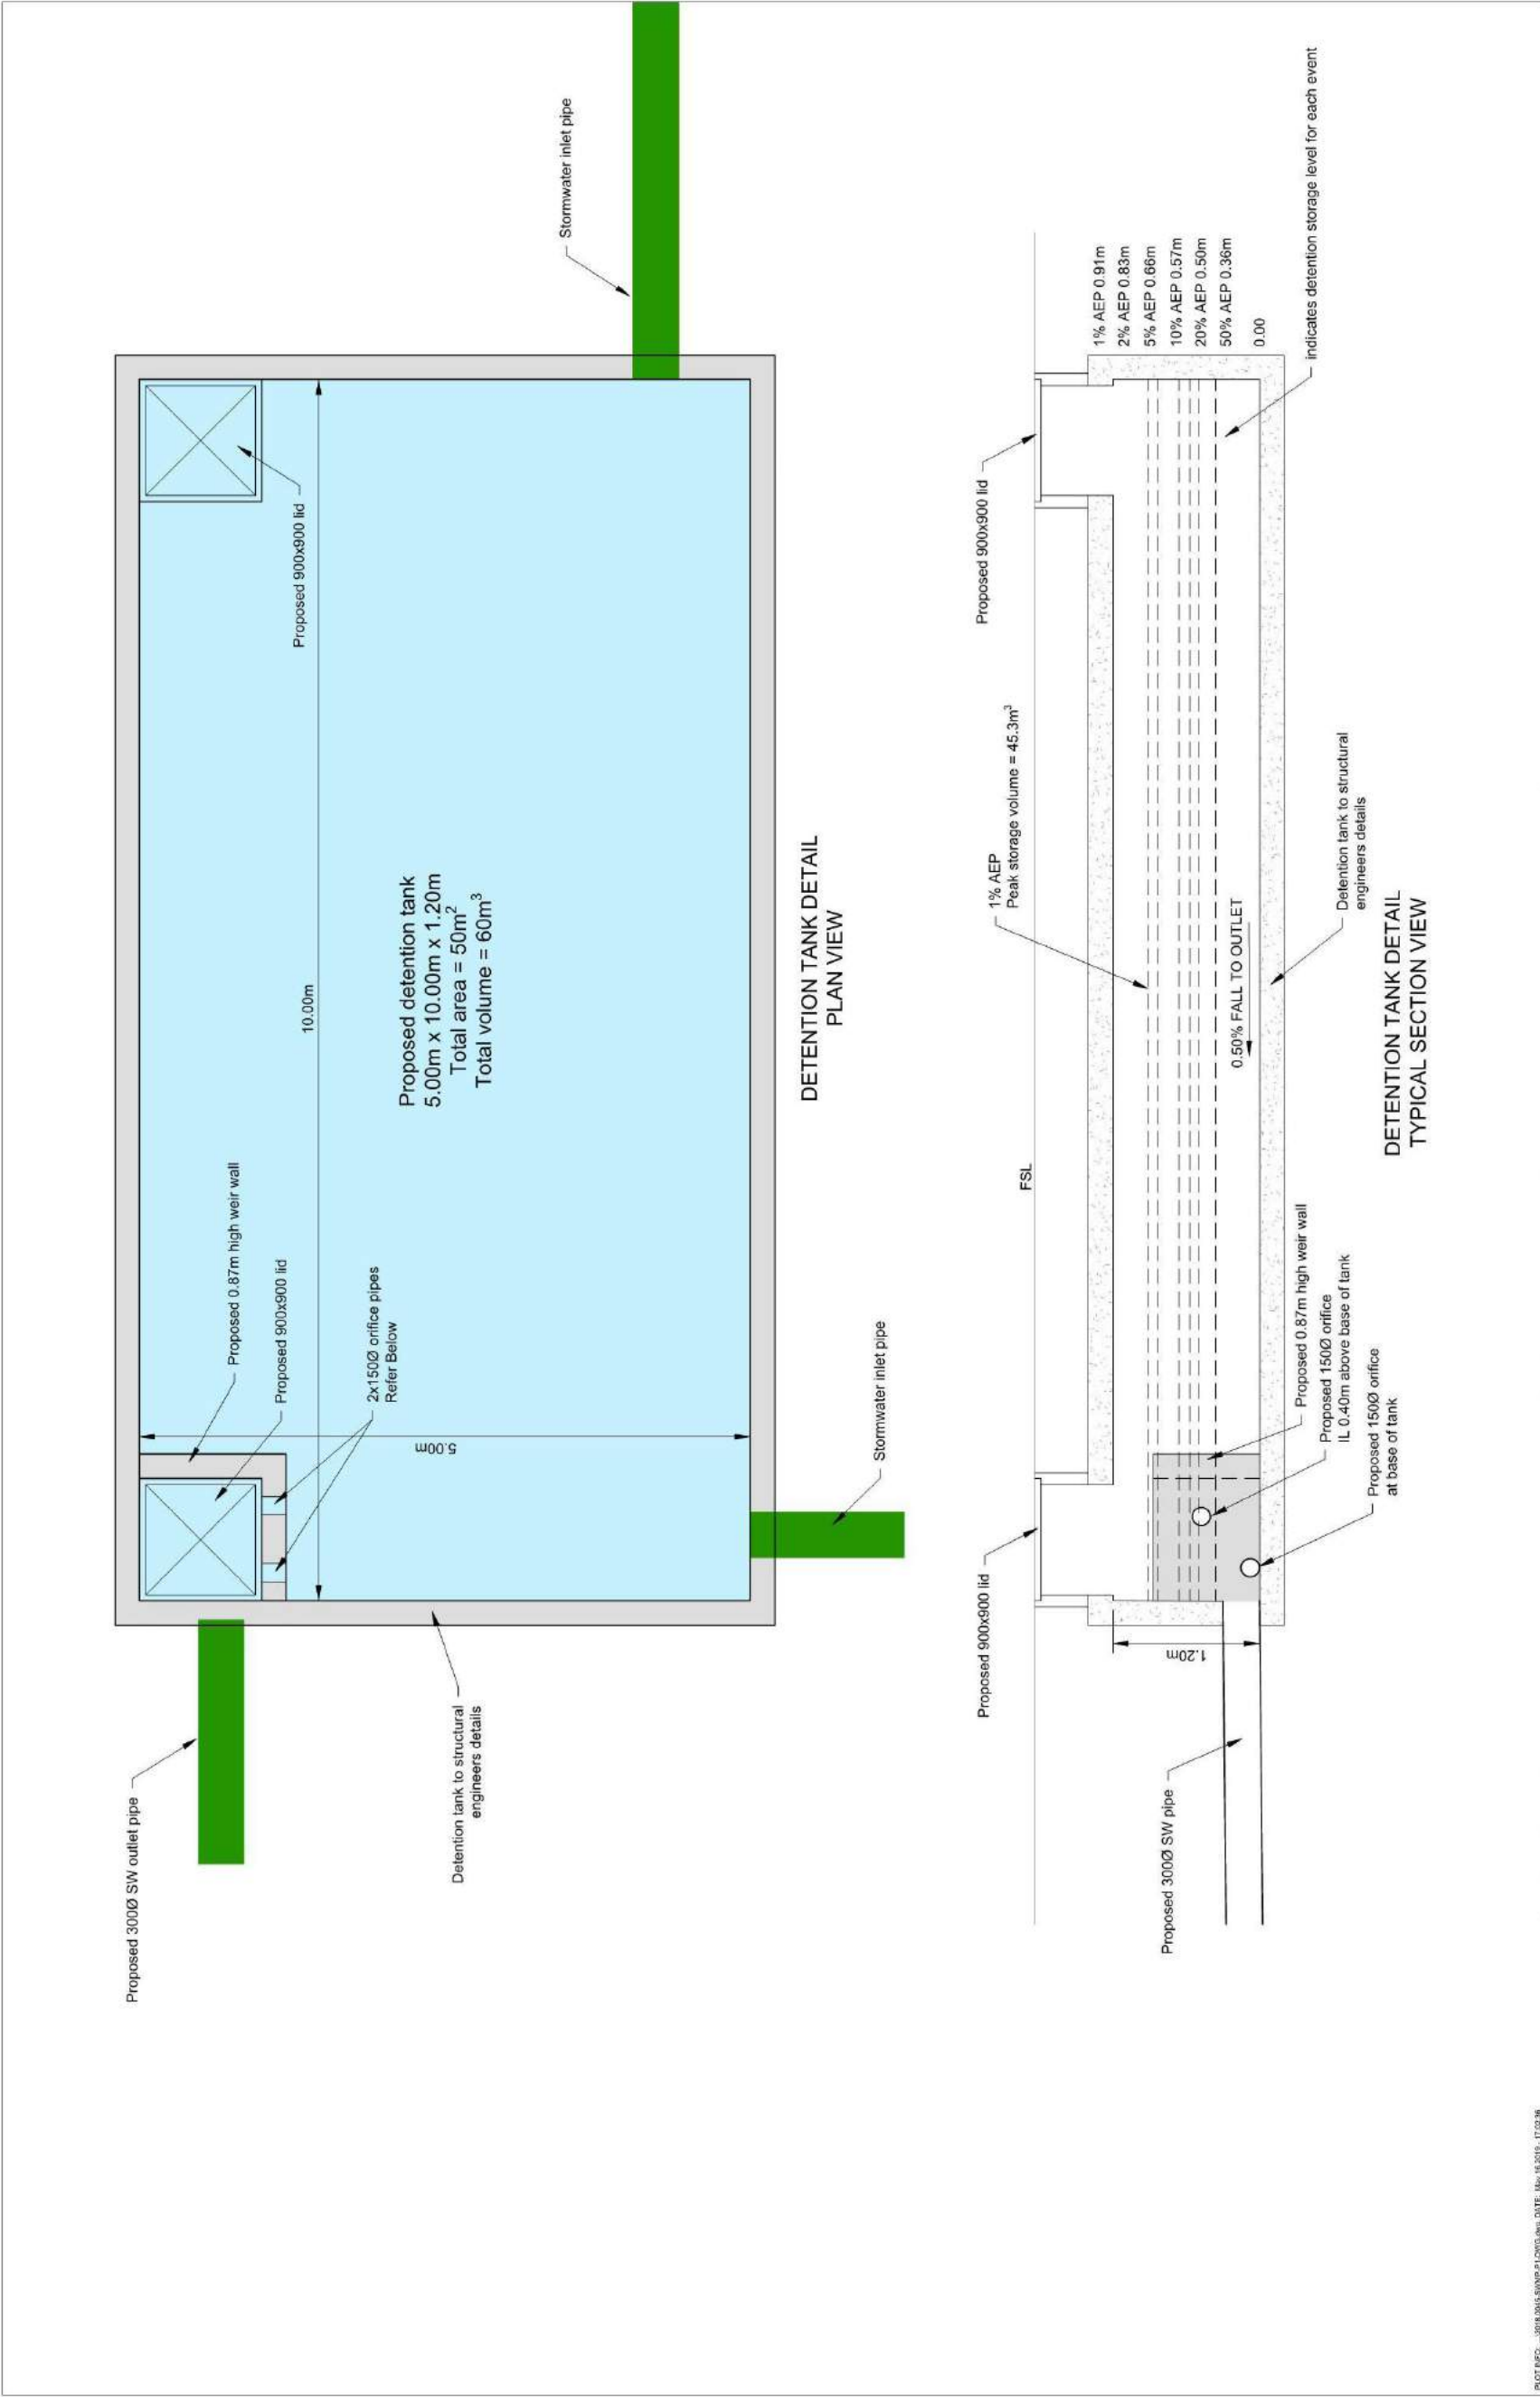 Proposed 300Ø SW outlet pipe
Proposed 0.87m high weir wall
Proposed 900x900 lid
2x150Ø orifice pipes
Refer Below
10.00m
5.00m
Proposed 900x900 lid
Stormwater inlet pipe
Proposed detention tank
5.00m x 10.00m x 1.20m
Total area = 50m²
Total volume = 60m³
Detention tank to structural
engineers details
Stormwater inlet pipe
DETENTION TANK DETAIL
PLAN VIEW
Proposed 900x900 lid
FSL
1% AEP
Peak storage volume = 45.3m³
Proposed 900x900 lid
1% AEP 0.91m
2% AEP 0.83m
5% AEP 0.66m
10% AEP 0.57m
20% AEP 0.50m
50% AEP 0.36m
0.00
1.20m
Proposed 300Ø SW pipe
0.50% FALL TO OUTLET
Proposed 0.87m high weir wall
Proposed 150Ø orifice
IL 0.40m above base of tank
Proposed 150Ø orifice
at base of tank
Detention tank to structural
engineers details
indicates detention storage level for each event
DETENTION TANK DETAIL
TYPICAL SECTION VIEW
PLOT INFO: